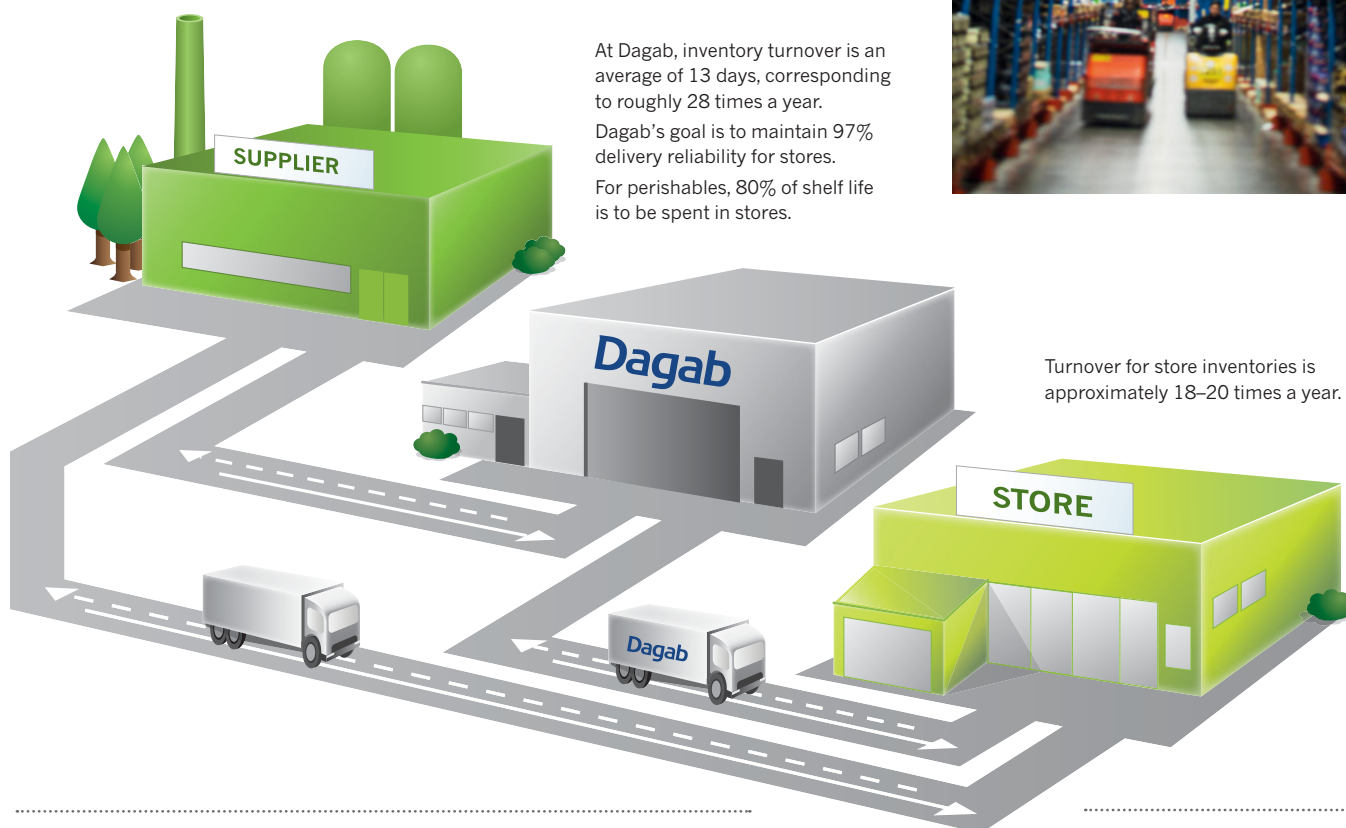 At Dagab, inventory turnover is an
average of 13 days, corresponding
to roughly 28 times a year.
Dagab's goal is to maintain 97%
delivery reliability for stores.
For perishables, 80% of shelf life
is to be spent in stores.
SUPPLIER
Dagab
Turnover for store inventories is
approximately 18–20 times a year.
STORE
Dagab